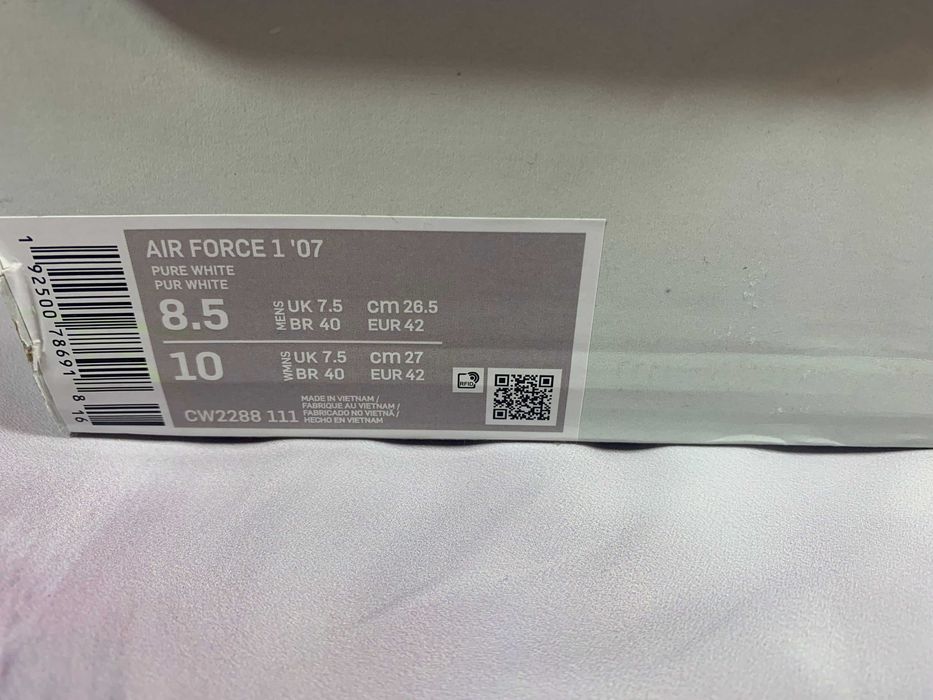 AIR FORCE 1 '07
PURE WHITE
PUR WHITE
8.5 MENS UK 7.5 cm 26.5
BR 40 EUR 42
10 WMNS UK 7.5 cm 27
BR 40 EUR 42
CW2288 111
MADE IN VIETNAM /
FABRIQUE AU VIETNAM /
FABRICADO NO VIETNÃ /
HECHO EN VIETNAM
RFID
1 92500 78691 8 16